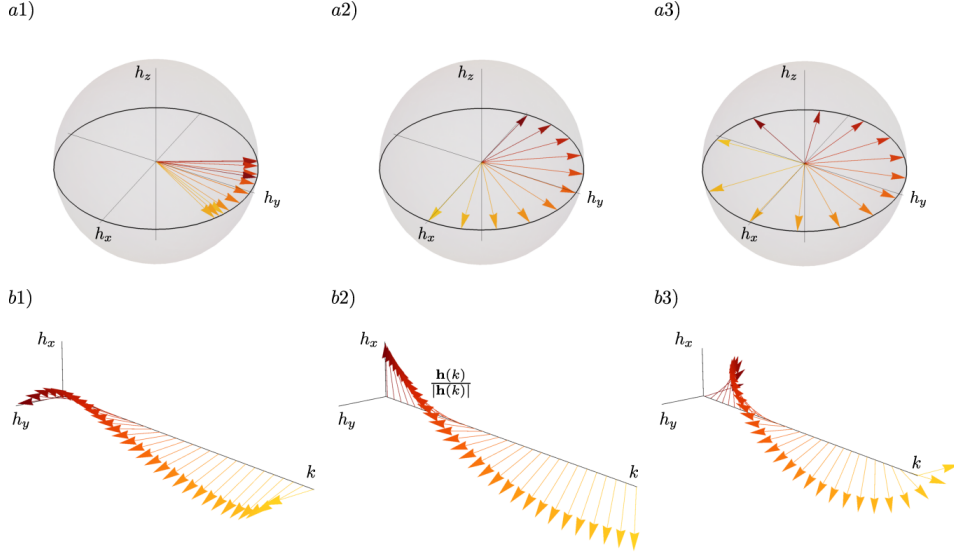 a1)
a2)
a3)
h_z
h_y
h_x
h_z
h_y
h_x
h_z
h_y
h_x
b1)
b2)
b3)
h_x
h_y
k
h_x
h_y
h(k)
|h(k)|
k
h_x
h_y
k